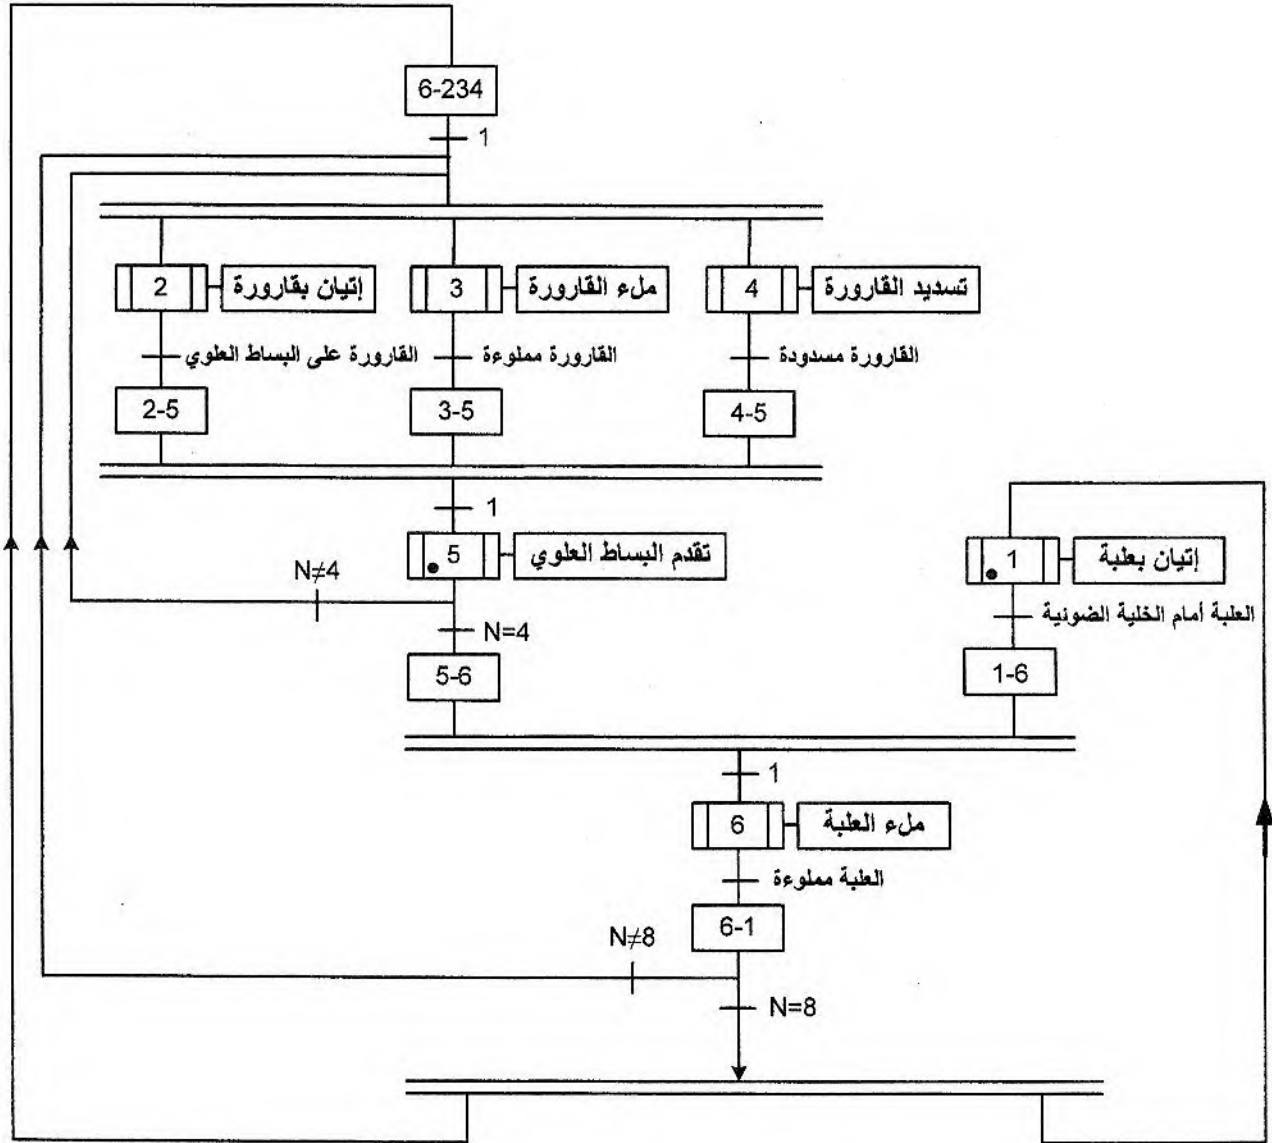 6-234
1
2
إتيان بقارورة
3
ملء القارورة
4
تسديد القارورة
القارورة على البساط العلوي
القارورة مملوءة
القارورة مسدودة
2-5
3-5
4-5
1
5
تقدم البساط العلوي
1
إتيان بعلبة
N≠4
N=4
العلبة أمام الخلية الضوئية
5-6
1-6
1
6
ملء العلبة
العلبة مملوءة
6-1
N≠8
N=8